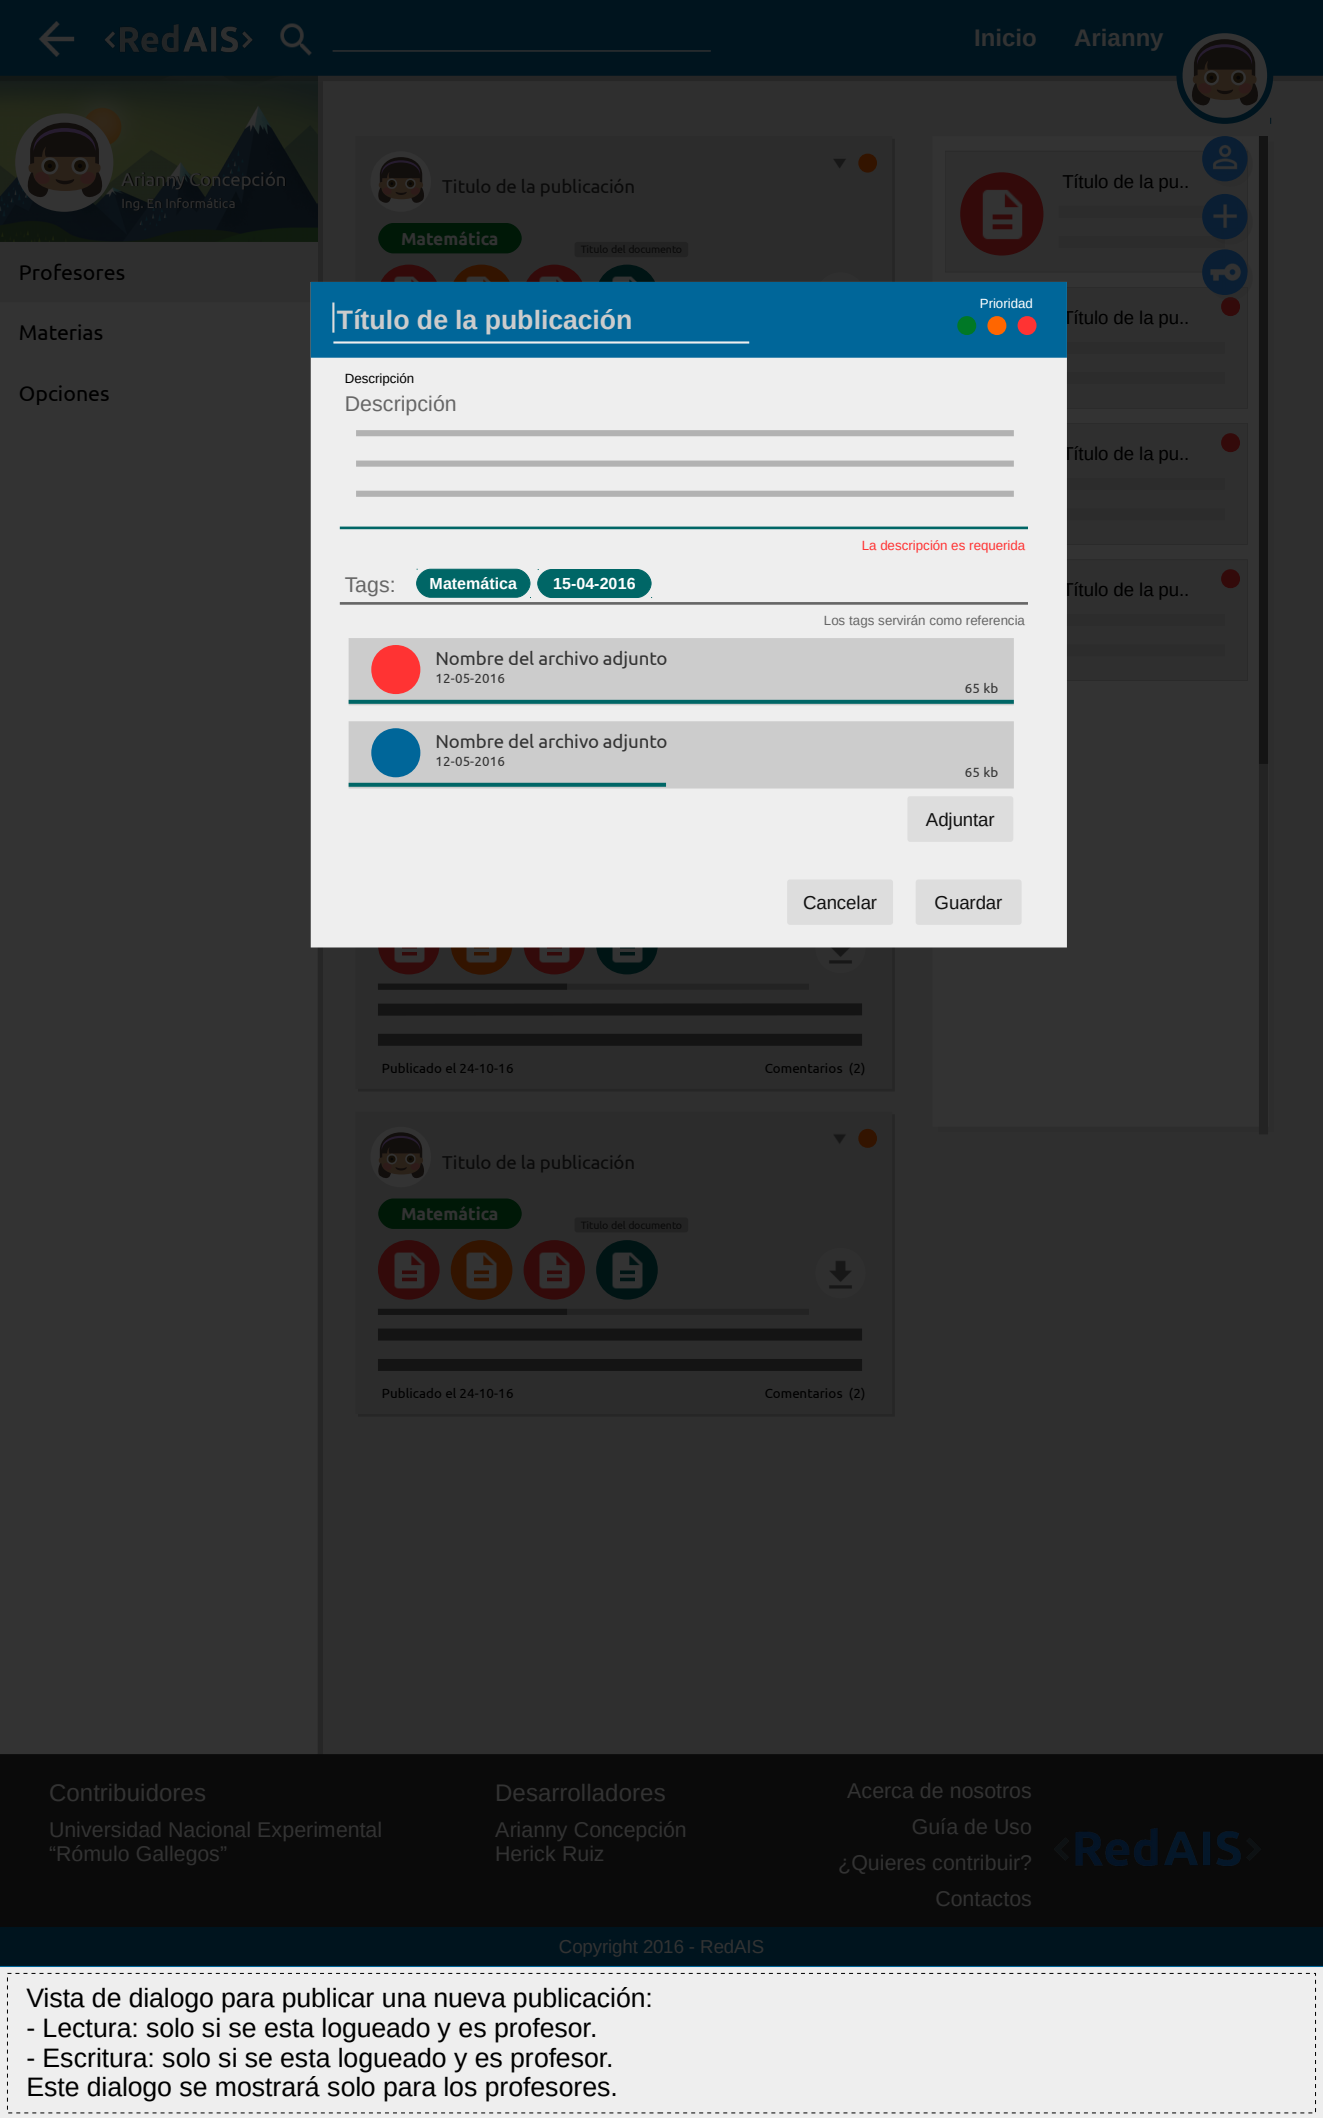 <RedAIS>
Inicio
Arianny
Arianny Concepción
Ing. En Informática
Profesores
Materias
Opciones
Titulo de la publicación
Matemática
Titulo del documento
Título de la pu..
Título de la pu..
Título de la pu..
Título de la pu..
Título de la publicación
Prioridad
Descripción
Descripción
La descripción es requerida
Tags:
Matemática
15-04-2016
Los tags servirán como referencia
Nombre del archivo adjunto
12-05-2016
65 kb
Nombre del archivo adjunto
12-05-2016
65 kb
Adjuntar
Cancelar
Guardar
Publicado el 24-10-16
Comentarios (2)
Titulo de la publicación
Matemática
Titulo del documento
Publicado el 24-10-16
Comentarios (2)
Contribuidores
Universidad Nacional Experimental
“Rómulo Gallegos”
Desarrolladores
Arianny Concepción
Herick Ruiz
Acerca de nosotros
Guía de Uso
¿Quieres contribuir?
Contactos
<RedAIS>
Copyright 2016 - RedAIS
Vista de dialogo para publicar una nueva publicación:
- Lectura: solo si se esta logueado y es profesor.
- Escritura: solo si se esta logueado y es profesor.
Este dialogo se mostrará solo para los profesores.